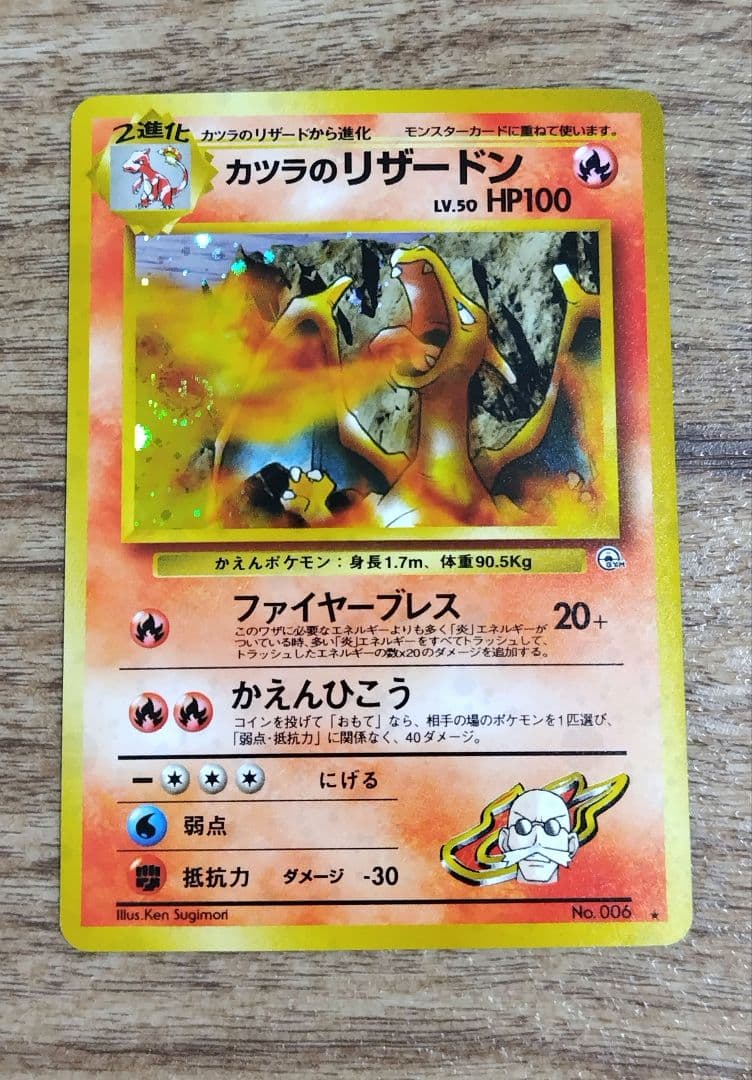 2進化 カツラのリザードから進化 モンスターカードに重ねて使います。
カツラのリザードン
LV.50 HP100
かえんポケモン:身長1.7m、体重90.5Kg
GYM
ファイヤーブレス 20+
このワザに必要なエネルギーよりも多く「炎」エネルギーが
ついている時、多い「炎」エネルギーをすべてトラッシュして、
トラッシュしたエネルギーの数x20のダメージを追加する。
かえんひこう
コインを投げて「おもて」なら、相手の場のポケモンを1匹選び、
「弱点・抵抗力」に関係なく、40ダメージ。
にげる
弱点
抵抗力 ダメージ -30
Illus.Ken Sugimori No.006 ★